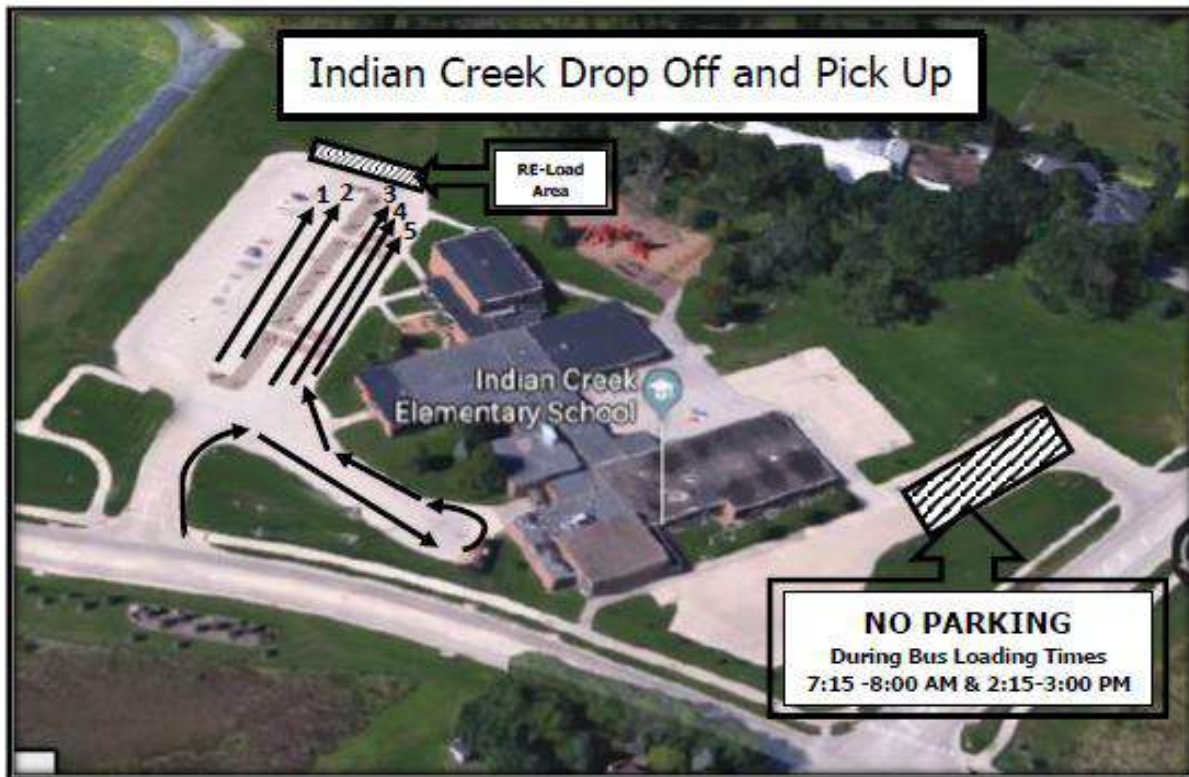 Indian Creek Drop Off and Pick Up
RE-Load
Area
1 2 3
4
5
Indian Creek
Elementary School
NO PARKING
During Bus Loading Times
7:15 -8:00 AM & 2:15-3:00 PM